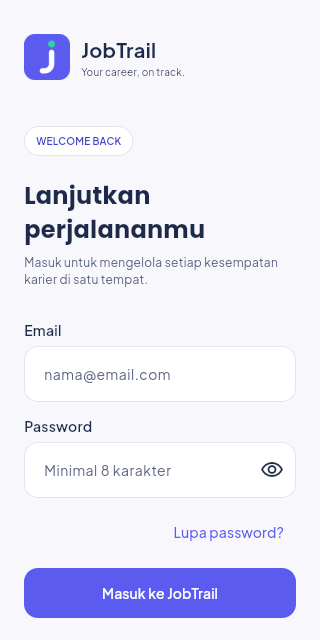 JobTrail
Your career, on track.
WELCOME BACK
Lanjutkan
perjalananmu
Masuk untuk mengelola setiap kesempatan
karier di satu tempat.
Email
nama@email.com
Password
Minimal 8 karakter
Lupa password?
Masuk ke JobTrail